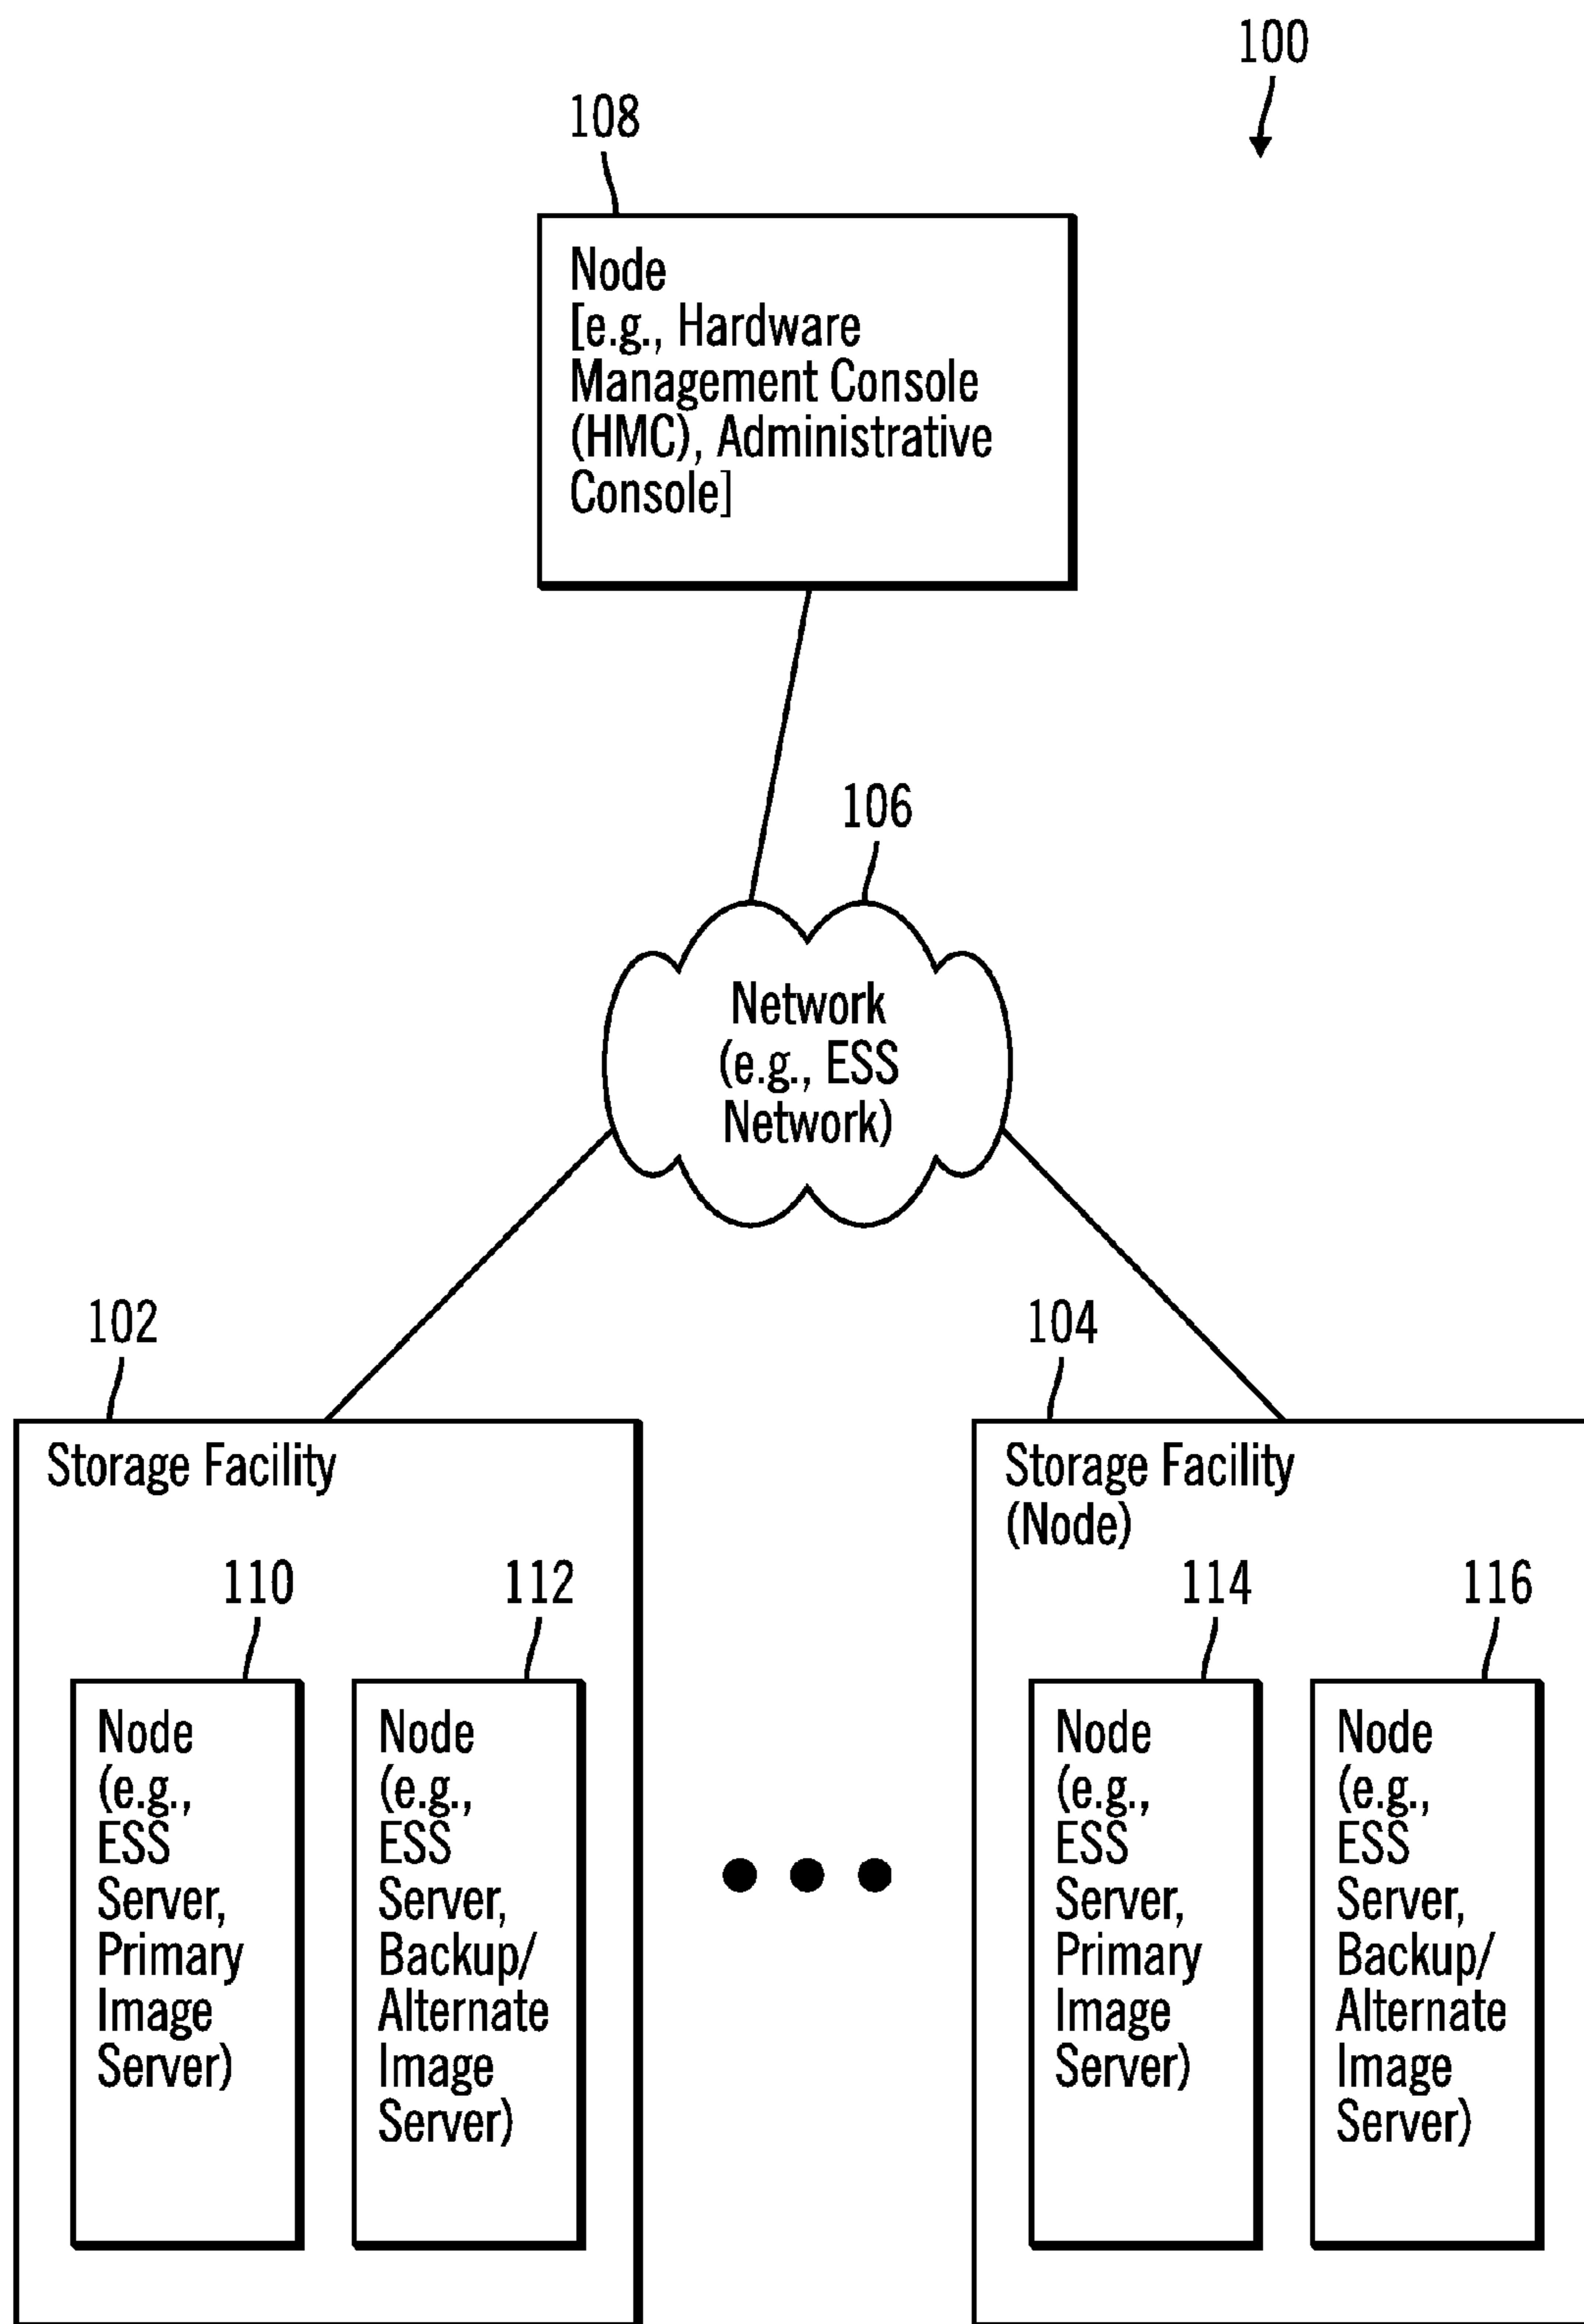 100
108
Node
[e.g., Hardware
Management Console
(HMC), Administrative
Console]
106
Network
(e.g., ESS
Network)
102
Storage Facility
110
Node
(e.g.,
ESS
Server,
Primary
Image
Server)
112
Node
(e.g.,
ESS
Server,
Backup/
Alternate
Image
Server)
104
Storage Facility
(Node)
114
Node
(e.g.,
ESS
Server,
Primary
Image
Server)
116
Node
(e.g.,
ESS
Server,
Backup/
Alternate
Image
Server)